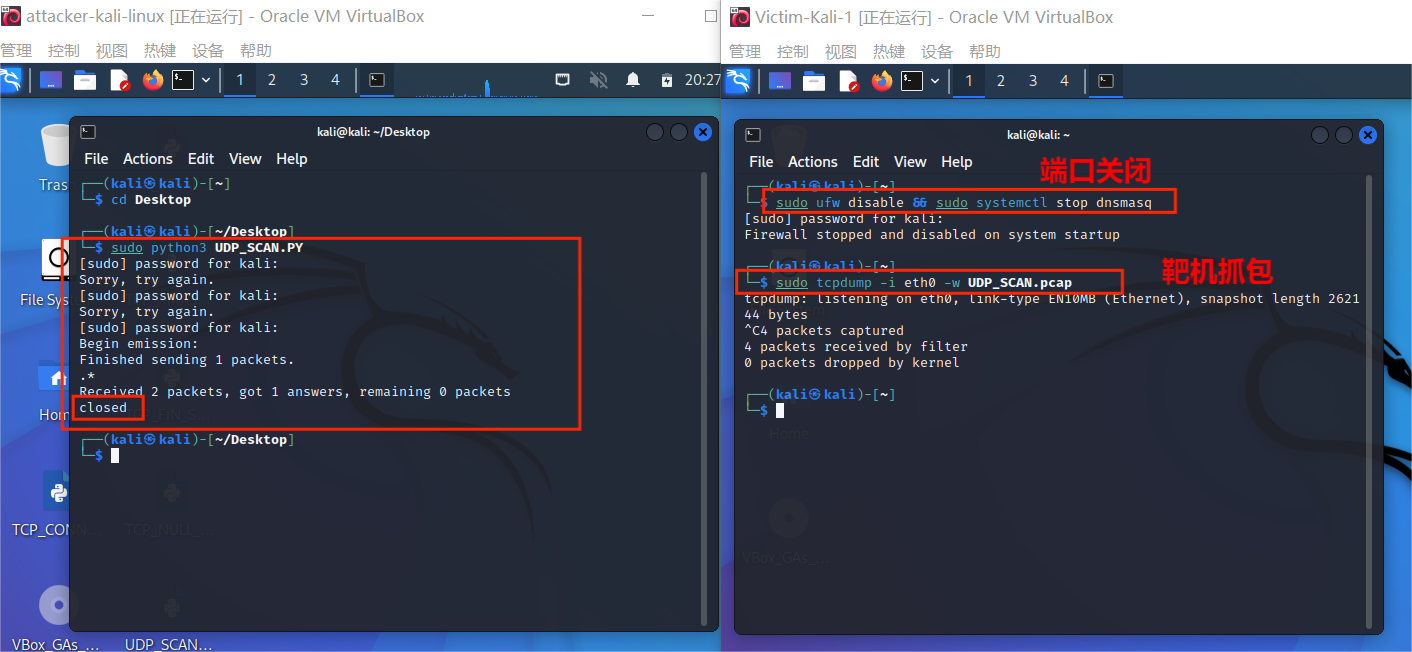 attacker-kali-linux [正在运行] - Oracle VM VirtualBox
管理 控制 视图 热键 设备 帮助
1 2 3 4 20:27
kali@kali: ~/Desktop
File Actions Edit View Help
┌──(kali㉿kali)-[~]
└─$ cd Desktop
┌──(kali㉿kali)-[~/Desktop]
└─$ sudo python3 UDP_SCAN.PY
[sudo] password for kali:
Sorry, try again.
[sudo] password for kali:
Sorry, try again.
[sudo] password for kali:
Begin emission:
Finished sending 1 packets.
.*
Received 2 packets, got 1 answers, remaining 0 packets
closed
┌──(kali㉿kali)-[~/Desktop]
└─$
Tras
File Sys
Hom
TCP_CONN...
TCP_NULL_...
VBox_GAs_...
UDP_SCAN...
Victim-Kali-1 [正在运行] - Oracle VM VirtualBox
管理 控制 视图 热键 设备 帮助
1 2 3 4
kali@kali: ~
File Actions Edit View Help
端口关闭
┌──(kali㉿kali)-[~]
└─$ sudo ufw disable && sudo systemctl stop dnsmasq
[sudo] password for kali:
Firewall stopped and disabled on system startup
靶机抓包
┌──(kali㉿kali)-[~]
└─$ sudo tcpdump -i eth0 -w UDP_SCAN.pcap
tcpdump: listening on eth0, link-type EN10MB (Ethernet), snapshot length 2621
44 bytes
^C4 packets captured
4 packets received by filter
0 packets dropped by kernel
┌──(kali㉿kali)-[~]
└─$
Home
VBox_GAs_...